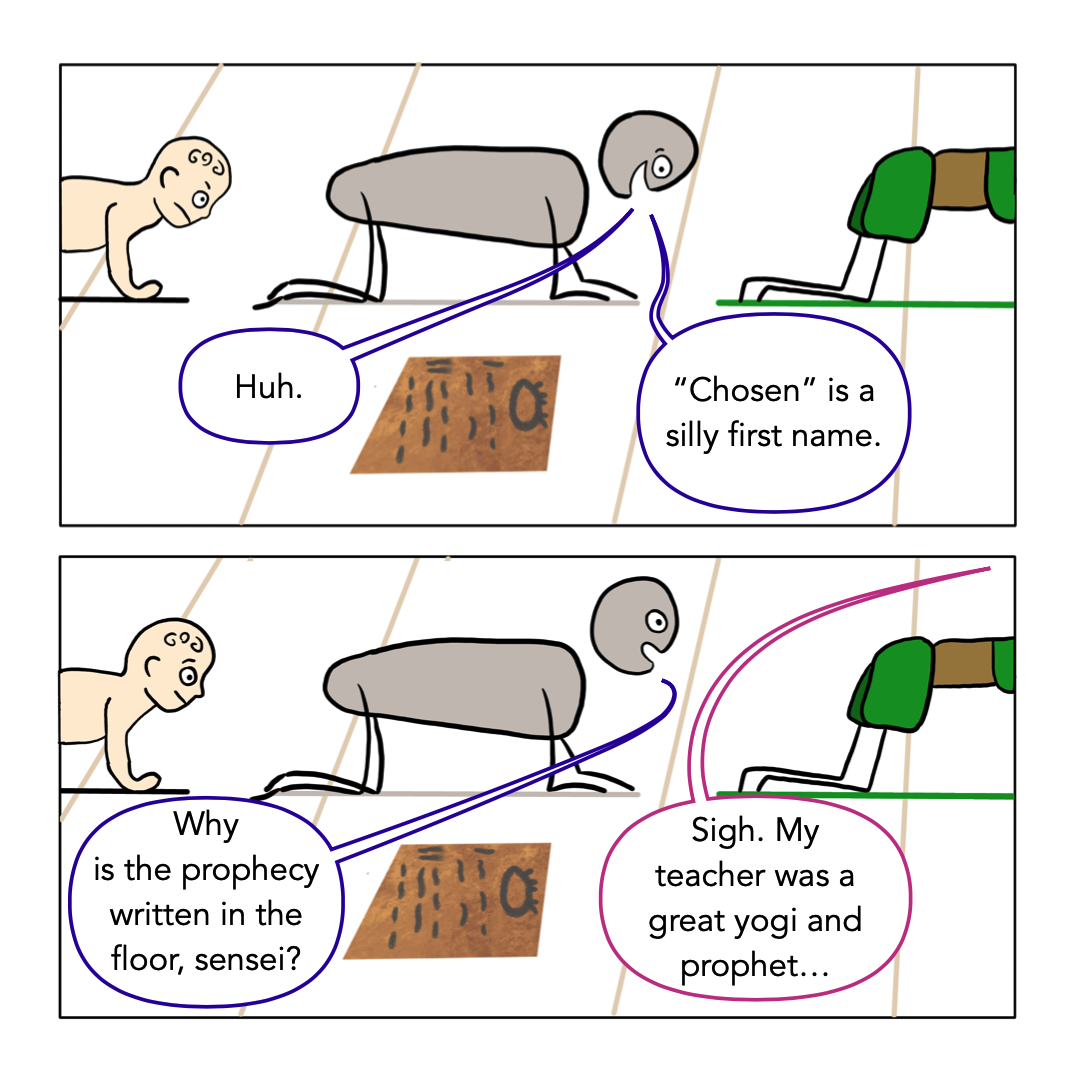 Huh.
“Chosen” is a
silly first name.
Why
is the prophecy
written in the
floor, sensei?
Sigh. My
teacher was a
great yogi and
prophet…